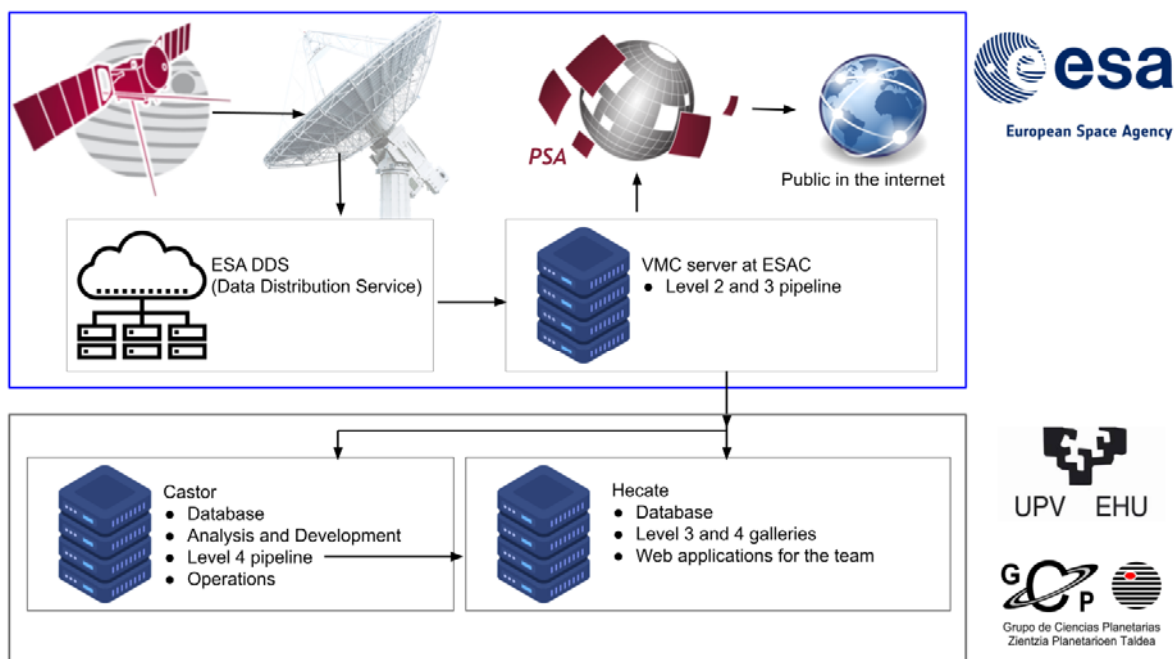 esa
European Space Agency
PSA
Public in the internet
ESA DDS
(Data Distribution Service)
VMC server at ESAC
● Level 2 and 3 pipeline
Castor
● Database
● Analysis and Development
● Level 4 pipeline
● Operations
Hecate
● Database
● Level 3 and 4 galleries
● Web applications for the team
UPV EHU
G C P
Grupo de Ciencias Planetarias
Zientzia Planetarioen Taldea